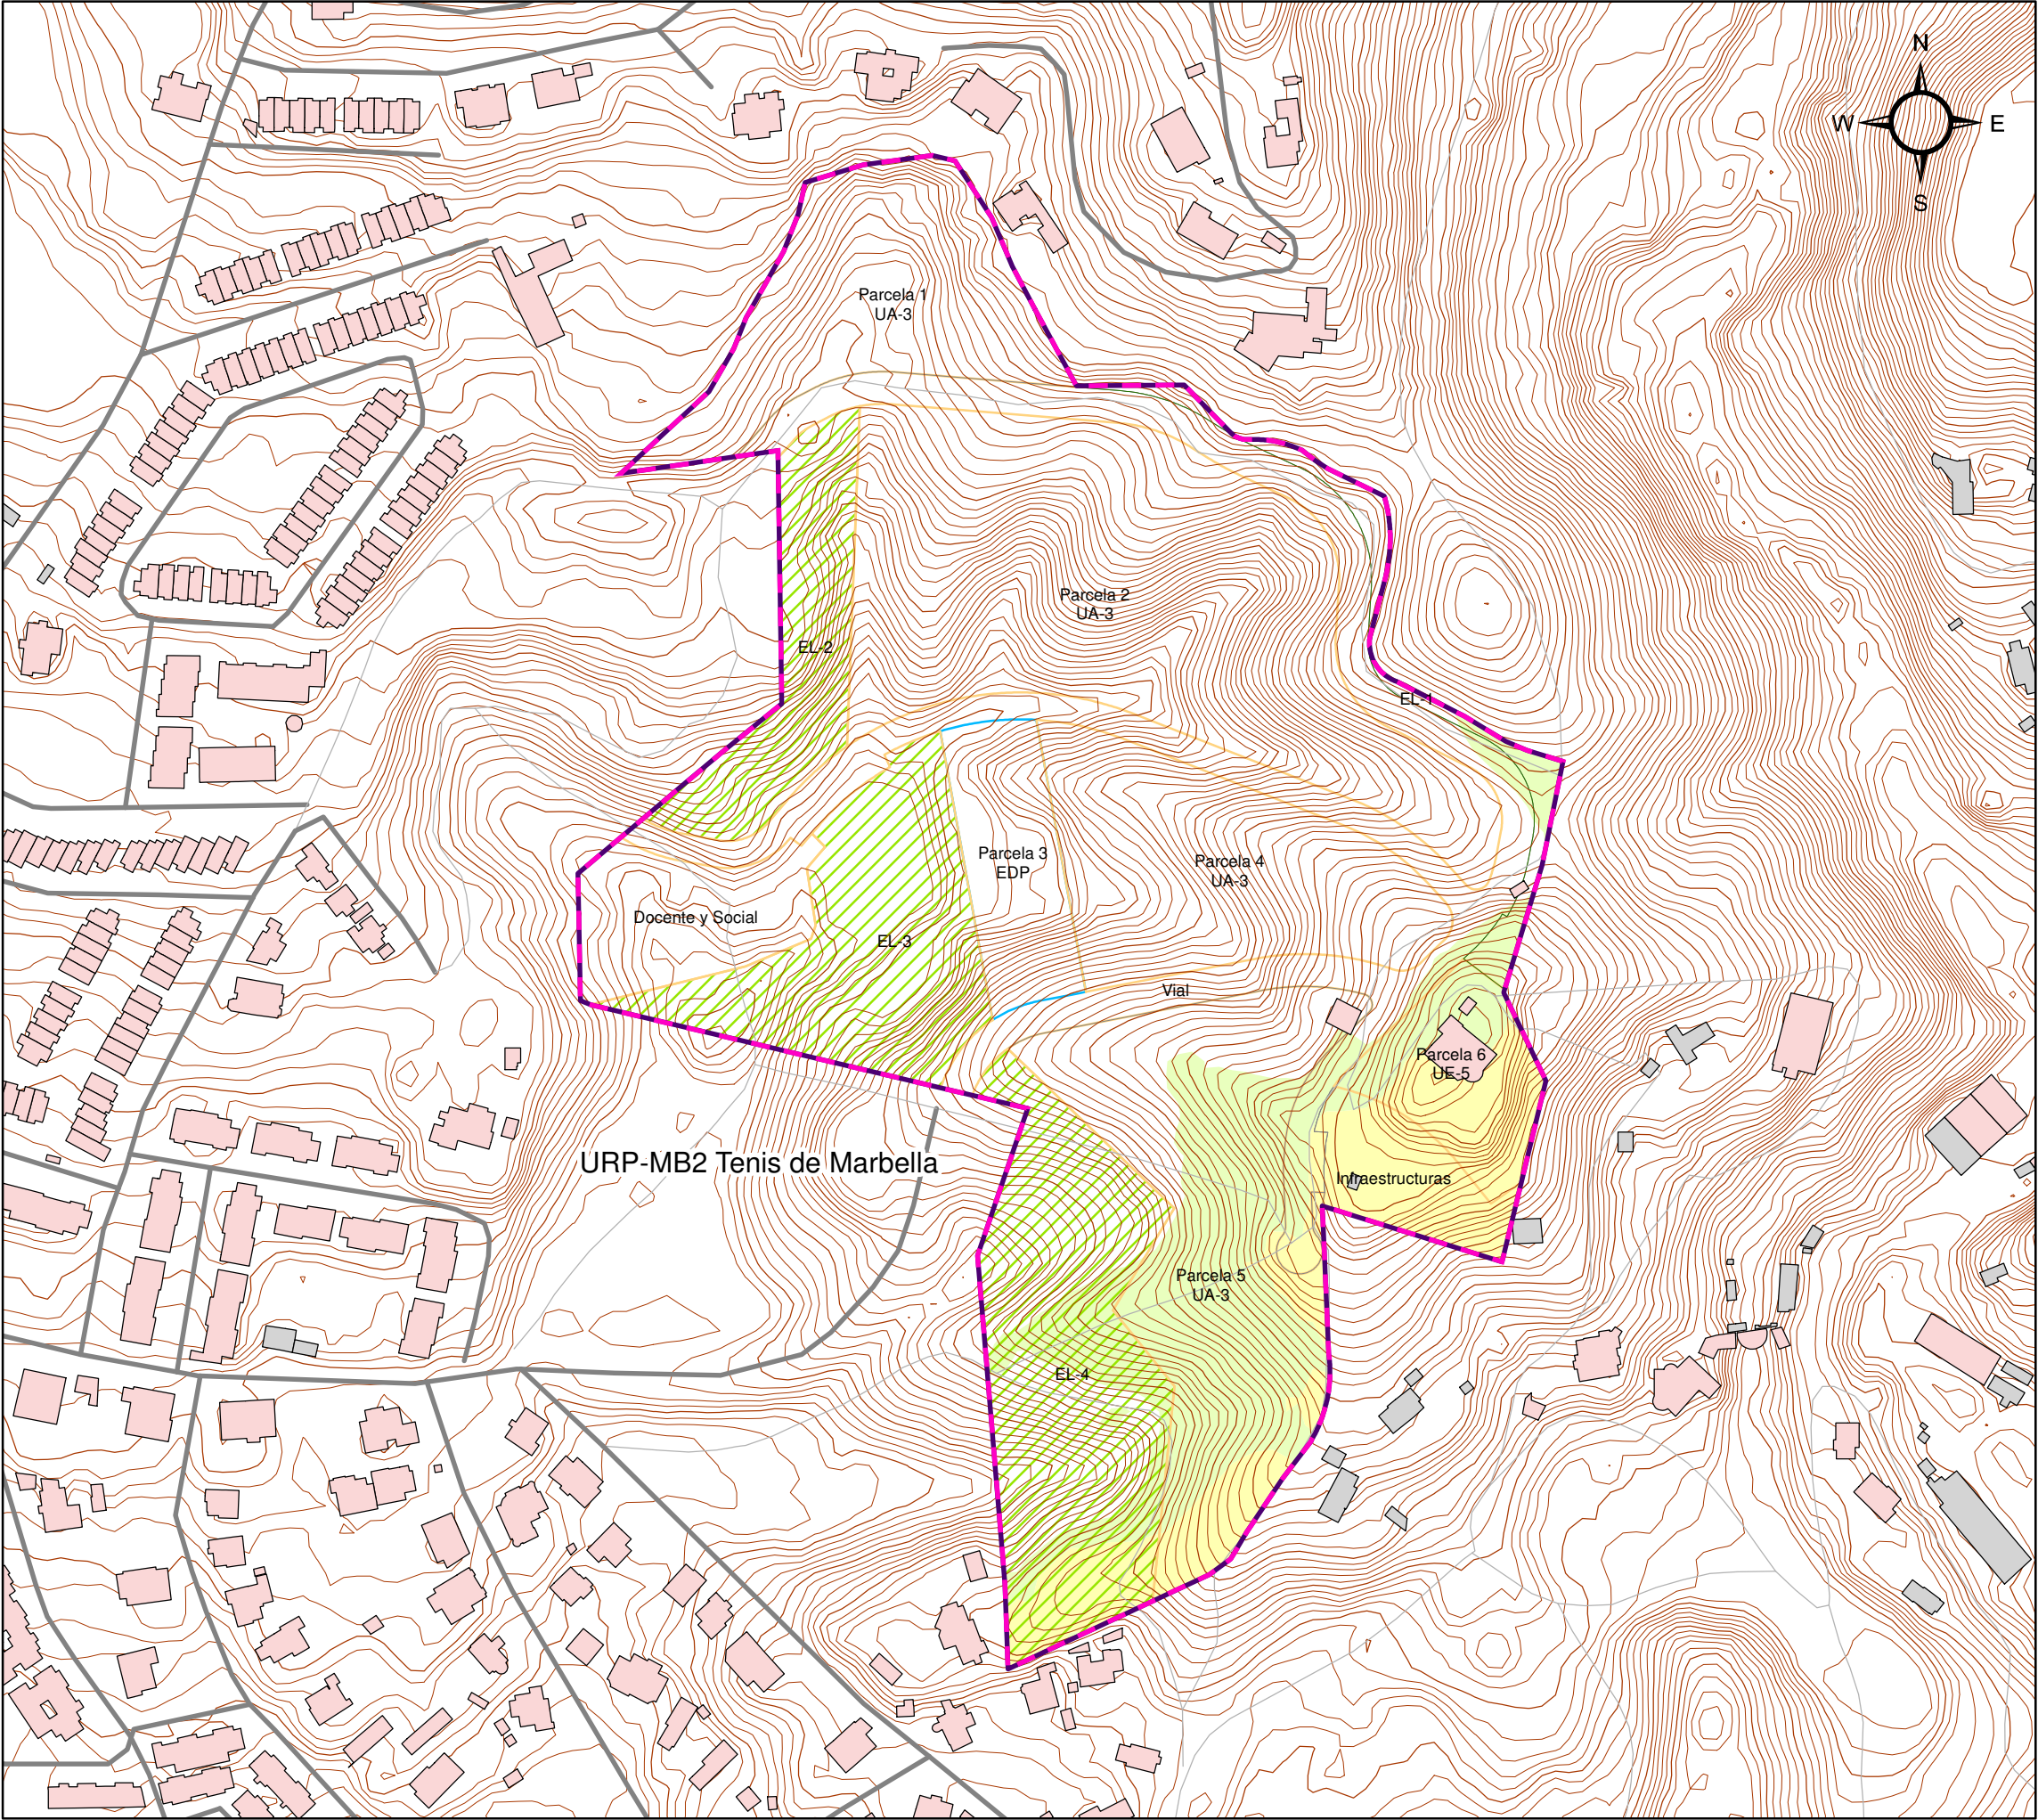 N
W
E
S
Parcela 1
UA-3
Parcela 2
UA-3
EL-2
EL-1
Parcela 3
EDP
Parcela 4
UA-3
Docente y Social
EL-3
Vial
Parcela 6
UE-5
URP-MB2 Tenis de Marbella
Infraestructuras
Parcela 5
UA-3
EL-4